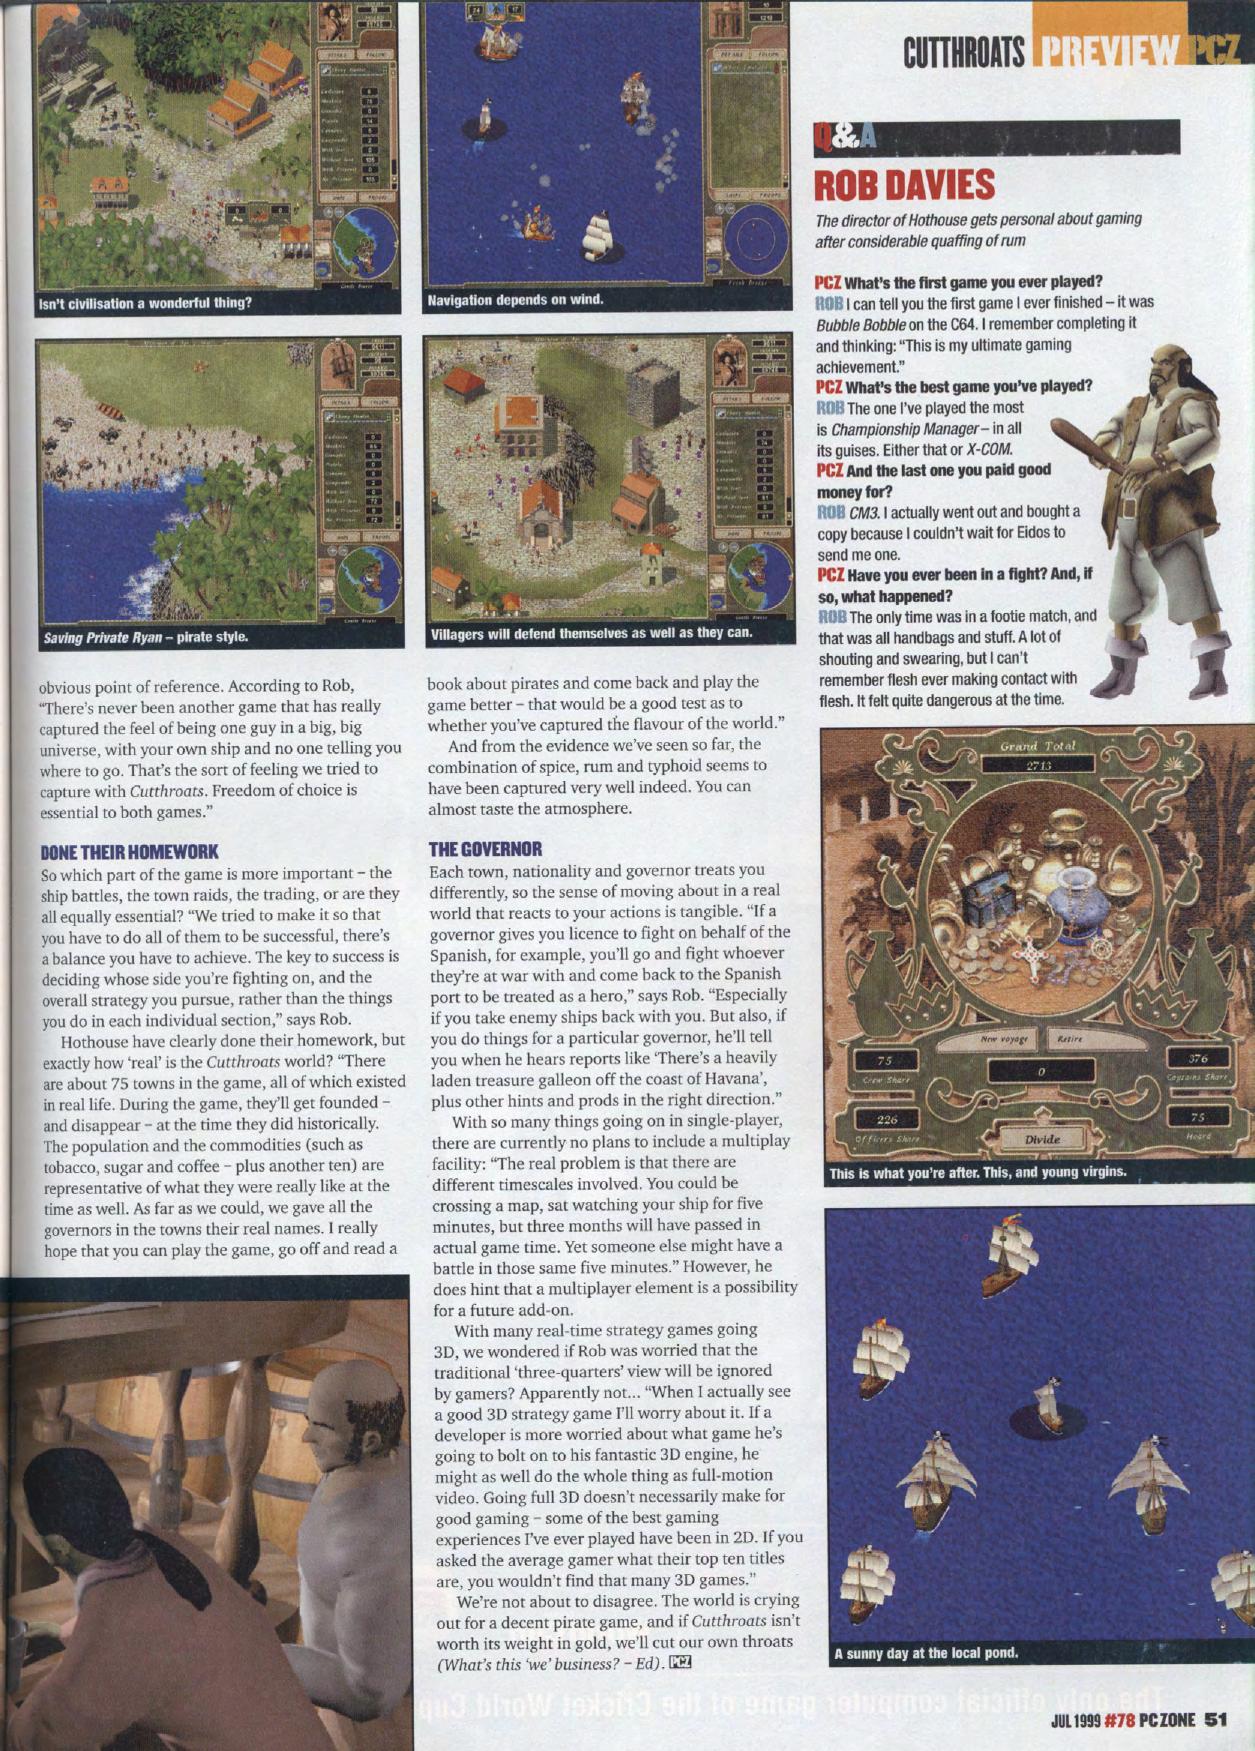 CUTTHROATS PREVIEW PCZ
Isn't civilisation a wonderful thing?
Navigation depends on wind.
Saving Private Ryan – pirate style.
Villagers will defend themselves as well as they can.
obvious point of reference. According to Rob,
“There's never been another game that has really
captured the feel of being one guy in a big, big
universe, with your own ship and no one telling you
where to go. That's the sort of feeling we tried to
capture with Cutthroats. Freedom of choice is
essential to both games.”
DONE THEIR HOMEWORK
So which part of the game is more important – the
ship battles, the town raids, the trading, or are they
all equally essential? “We tried to make it so that
you have to do all of them to be successful, there's
a balance you have to achieve. The key to success is
deciding whose side you're fighting on, and the
overall strategy you pursue, rather than the things
you do in each individual section,” says Rob.
Hothouse have clearly done their homework, but
exactly how ‘real’ is the Cutthroats world? “There
are about 75 towns in the game, all of which existed
in real life. During the game, they'll get founded –
and disappear – at the time they did historically.
The population and the commodities (such as
tobacco, sugar and coffee – plus another ten) are
representative of what they were really like at the
time as well. As far as we could, we gave all the
governors in the towns their real names. I really
hope that you can play the game, go off and read a
book about pirates and come back and play the
game better – that would be a good test as to
whether you've captured the flavour of the world.”
And from the evidence we've seen so far, the
combination of spice, rum and typhoid seems to
have been captured very well indeed. You can
almost taste the atmosphere.
THE GOVERNOR
Each town, nationality and governor treats you
differently, so the sense of moving about in a real
world that reacts to your actions is tangible. “If a
governor gives you licence to fight on behalf of the
Spanish, for example, you'll go and fight whoever
they're at war with and come back to the Spanish
port to be treated as a hero,” says Rob. “Especially
if you take enemy ships back with you. But also, if
you do things for a particular governor, he'll tell
you when he hears reports like ‘There's a heavily
laden treasure galleon off the coast of Havana’,
plus other hints and prods in the right direction.”
With so many things going on in single-player,
there are currently no plans to include a multiplay
facility: “The real problem is that there are
different timescales involved. You could be
crossing a map, sat watching your ship for five
minutes, but three months will have passed in
actual game time. Yet someone else might have a
battle in those same five minutes.” However, he
does hint that a multiplayer element is a possibility
for a future add-on.
With many real-time strategy games going
3D, we wondered if Rob was worried that the
traditional ‘three-quarters’ view will be ignored
by gamers? Apparently not... “When I actually see
a good 3D strategy game I'll worry about it. If a
developer is more worried about what game he's
going to bolt on to his fantastic 3D engine, he
might as well do the whole thing as full-motion
video. Going full 3D doesn't necessarily make for
good gaming – some of the best gaming
experiences I've ever played have been in 2D. If you
asked the average gamer what their top ten titles
are, you wouldn't find that many 3D games.”
We're not about to disagree. The world is crying
out for a decent pirate game, and if Cutthroats isn't
worth its weight in gold, we'll cut our own throats
(What's this ‘we’ business? – Ed). PCZ
Q&A
ROB DAVIES
The director of Hothouse gets personal about gaming
after considerable quaffing of rum
PCZ What's the first game you ever played?
ROB I can tell you the first game I ever finished – it was
Bubble Bobble on the C64. I remember completing it
and thinking: “This is my ultimate gaming
achievement.”
PCZ What's the best game you've played?
ROB The one I've played the most
is Championship Manager – in all
its guises. Either that or X-COM.
PCZ And the last one you paid good
money for?
ROB CM3. I actually went out and bought a
copy because I couldn't wait for Eidos to
send me one.
PCZ Have you ever been in a fight? And, if
so, what happened?
ROB The only time was in a footie match, and
that was all handbags and stuff. A lot of
shouting and swearing, but I can't
remember flesh ever making contact with
flesh. It felt quite dangerous at the time.
Grand Total
2713
New voyage Retire
75
Crew Share
0
376
Captains Share
226
Officers Share
Divide
75
Hoard
This is what you're after. This, and young virgins.
A sunny day at the local pond.
JUL 1999 #78 PC ZONE 51